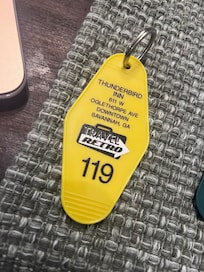 THUNDERBIRD
INN
611 W
OGLETHORPE AVE
DOWNTOWN
SAVANNAH, GA
TRAVEL
RETRO
119